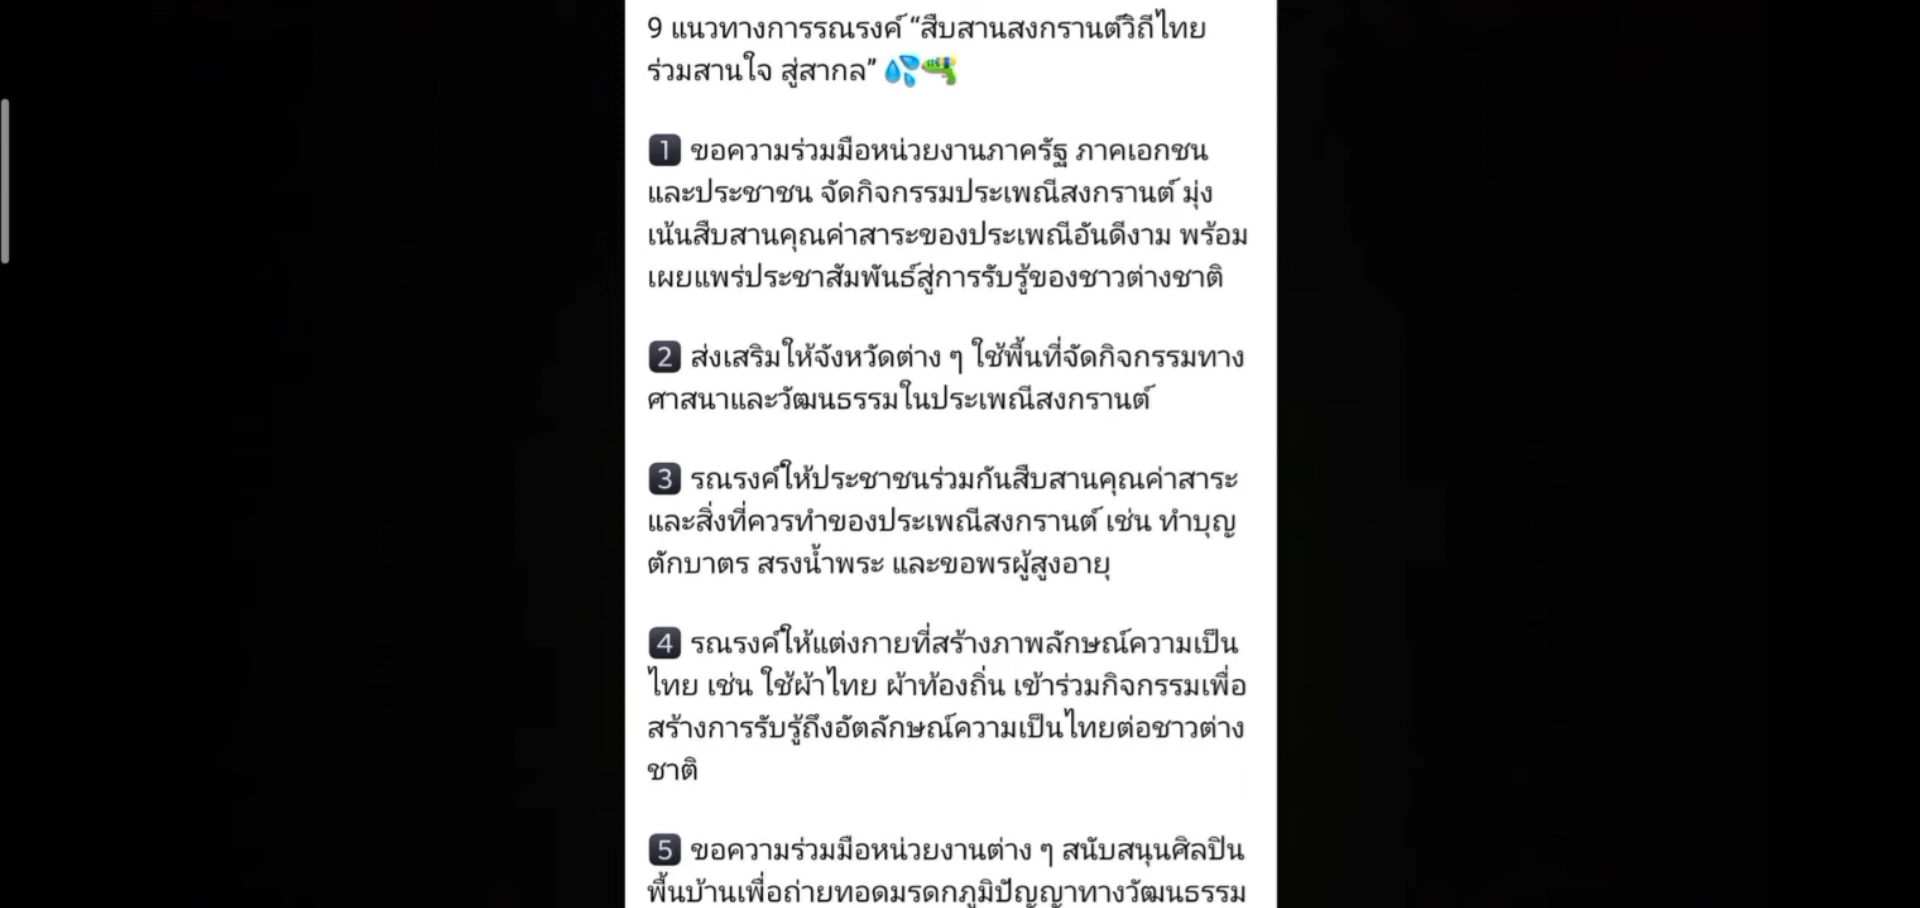 9 แนวทางการรณรงค์ “สืบสานสงกรานต์วิถีไทย
ร่วมสานใจ สู่สากล” 💦🔫
1 ขอความร่วมมือหน่วยงานภาครัฐ ภาคเอกชน
และประชาชน จัดกิจกรรมประเพณีสงกรานต์ มุ่ง
เน้นสืบสานคุณค่าสาระของประเพณีอันดีงาม พร้อม
เผยแพร่ประชาสัมพันธ์สู่การรับรู้ของชาวต่างชาติ
2 ส่งเสริมให้จังหวัดต่าง ๆ ใช้พื้นที่จัดกิจกรรมทาง
ศาสนาและวัฒนธรรมในประเพณีสงกรานต์
3 รณรงค์ให้ประชาชนร่วมกันสืบสานคุณค่าสาระ
และสิ่งที่ควรทำของประเพณีสงกรานต์ เช่น ทำบุญ
ตักบาตร สรงน้ำพระ และขอพรผู้สูงอายุ
4 รณรงค์ให้แต่งกายที่สร้างภาพลักษณ์ความเป็น
ไทย เช่น ใช้ผ้าไทย ผ้าท้องถิ่น เข้าร่วมกิจกรรมเพื่อ
สร้างการรับรู้ถึงอัตลักษณ์ความเป็นไทยต่อชาวต่าง
ชาติ
5 ขอความร่วมมือหน่วยงานต่าง ๆ สนับสนุนศิลปิน
พื้นบ้านเพื่อถ่ายทอดมรดกภูมิปัญญาทางวัฒนธรรม